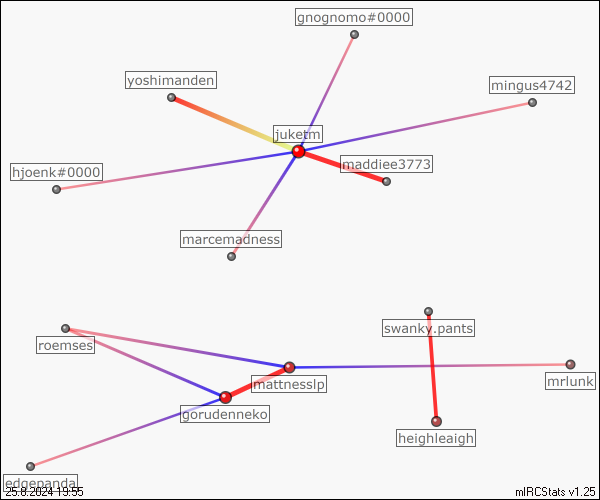 gnognomo#0000
yoshimanden
mingus4742
juketm
maddiee3773
hjoenk#0000
marcemadness
swanky.pants
roemses
mattnesslp
mrlunk
gorudenneko
heighleaigh
edgepanda
25.8.2024 19:55
mIRCStats v1.25